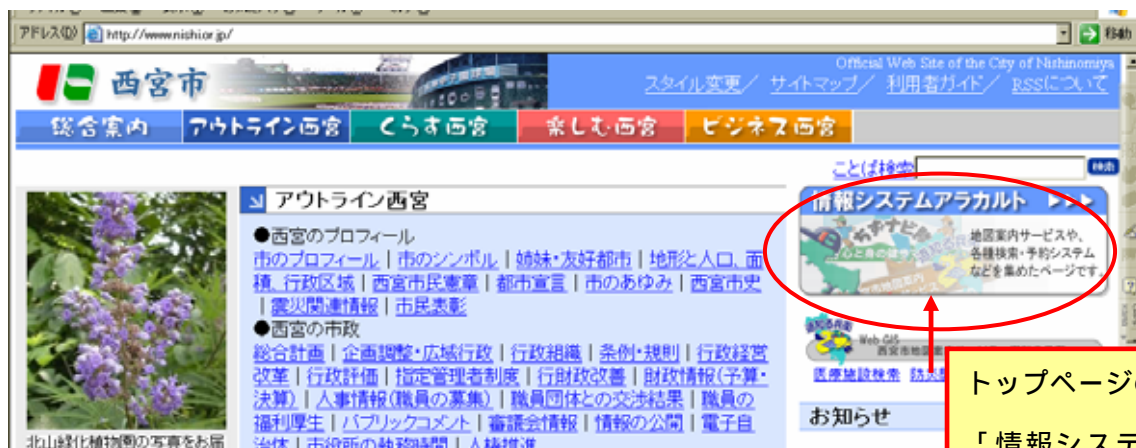 アドレス(D) http://www.nishi.or.jp/ 移動
西宮市
Official Web Site of the City of Nishinomiya
スタイル変更／ サイトマップ／ 利用者ガイド／ RSSについて
総合案内 アウトライン西宮 くらす西宮 楽しむ西宮 ビジネス西宮
ことば検索 検索
アウトライン西宮
●西宮のプロフィール
市のプロフィール | 市のシンボル | 姉妹・友好都市 | 地形と人口、面
積、行政区域 | 西宮市民憲章 | 都市宣言 | 市のあゆみ | 西宮市史
| 震災関連情報 | 市民表彰
●西宮の市政
総合計画 | 企画調整・広域行政 | 行政組織 | 条例・規則 | 行政経営
改革 | 行政評価 | 指定管理者制度 | 行財政改善 | 財政情報(予算・
決算) | 人事情報(職員の募集) | 職員団体との交渉結果 | 職員の
福利厚生 | パブリックコメント | 審議会情報 | 情報の公開 | 電子自
治体 | 市役所の執務時間 | 人権推進
北山緑化植物園の写真をお届
情報システムアラカルト
地図案内サービスや、
各種検索・予約システム
などを集めたページです。
Web GIS
西宮市地図案
医療施設検索 防災
お知らせ
トップページの
「情報システ